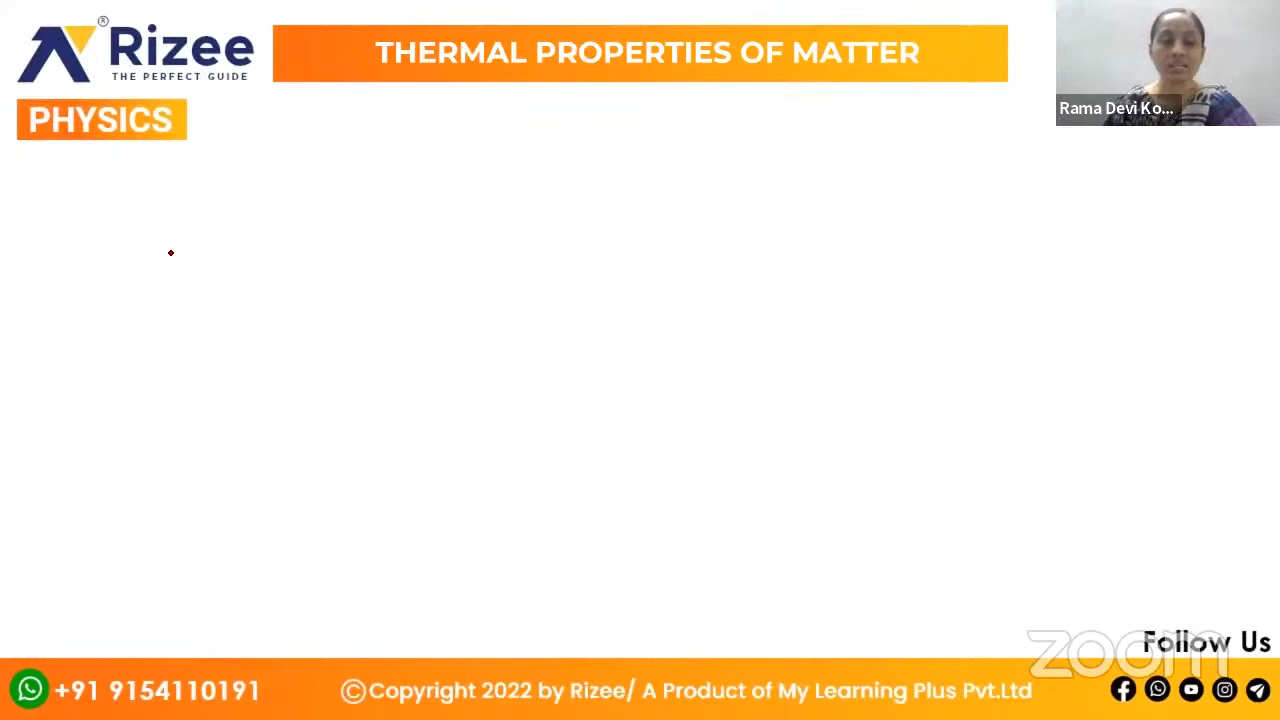 Rizee®
THE PERFECT GUIDE
THERMAL PROPERTIES OF MATTER
Rama Devi Ko...
PHYSICS
Follow Us
zoom
+91 9154110191
©Copyright 2022 by Rizee/ A Product of My Learning Plus Pvt.Ltd